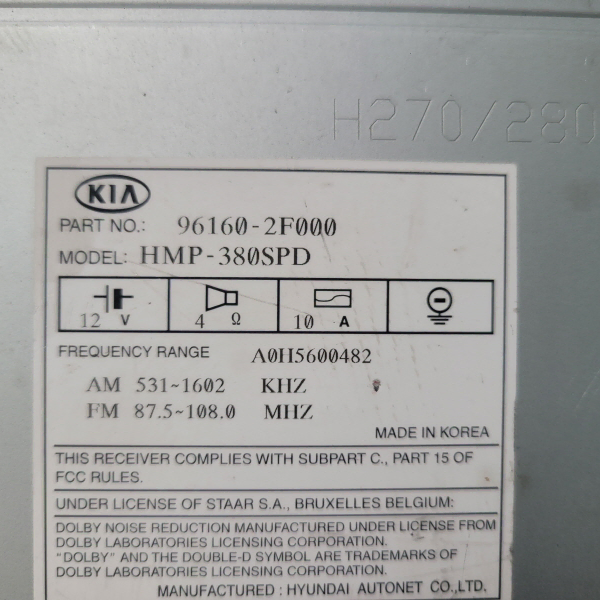 H270/280
KIA
PART NO.: 96160-2F000
MODEL: HMP-380SPD
12 V
4 Ω
10 A
FREQUENCY RANGE A0H5600482
AM 531~1602 KHZ
FM 87.5~108.0 MHZ
MADE IN KOREA
THIS RECEIVER COMPLIES WITH SUBPART C., PART 15 OF
FCC RULES.
UNDER LICENSE OF STAAR S.A., BRUXELLES BELGIUM:
DOLBY NOISE REDUCTION MANUFACTURED UNDER LICENSE FROM
DOLBY LABORATORIES LICENSING CORPORATION.
"DOLBY" AND THE DOUBLE-D SYMBOL ARE TRADEMARKS OF
DOLBY LABORATORIES LICENSING CORPORATION.
MANUFACTURED : HYUNDAI AUTONET CO.,LTD.